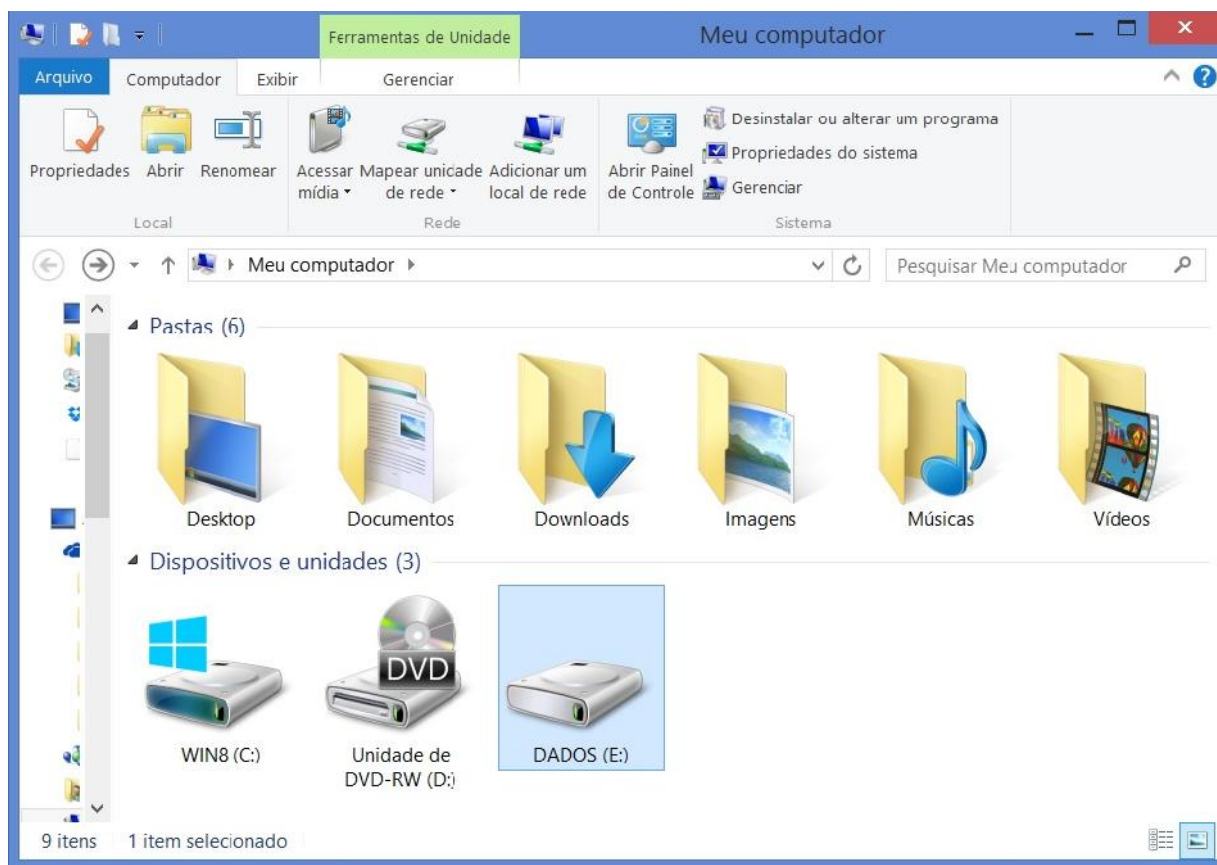 Ferramentas de Unidade
Meu computador
Arquivo
Computador
Exibir
Gerenciar
Propriedades
Abrir
Renomear
Acessar mídia
Mapear unidade de rede
Adicionar um local de rede
Abrir Painel de Controle
Desinstalar ou alterar um programa
Propriedades do sistema
Gerenciar
Local
Rede
Sistema
Meu computador
Pesquisar Meu computador
Pastas (6)
Desktop
Documentos
Downloads
Imagens
Músicas
Vídeos
Dispositivos e unidades (3)
DVD
WIN8 (C:)
Unidade de
DVD-RW (D:)
DADOS (E:)
9 itens
1 item selecionado